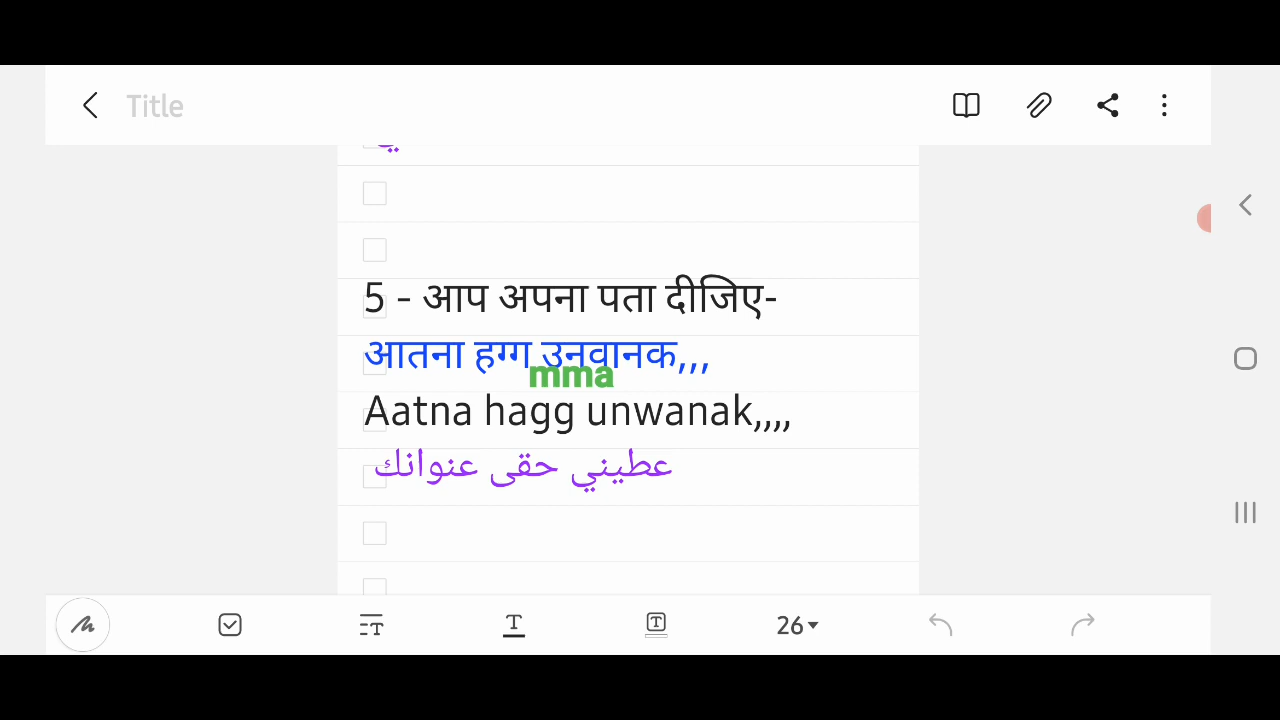 Title
5 - आप अपना पता दीजिए-
आतना हग्ग उनवानक,,,
mma
Aatna hagg unwanak,,,,
عطيني حقى عنوانك
26